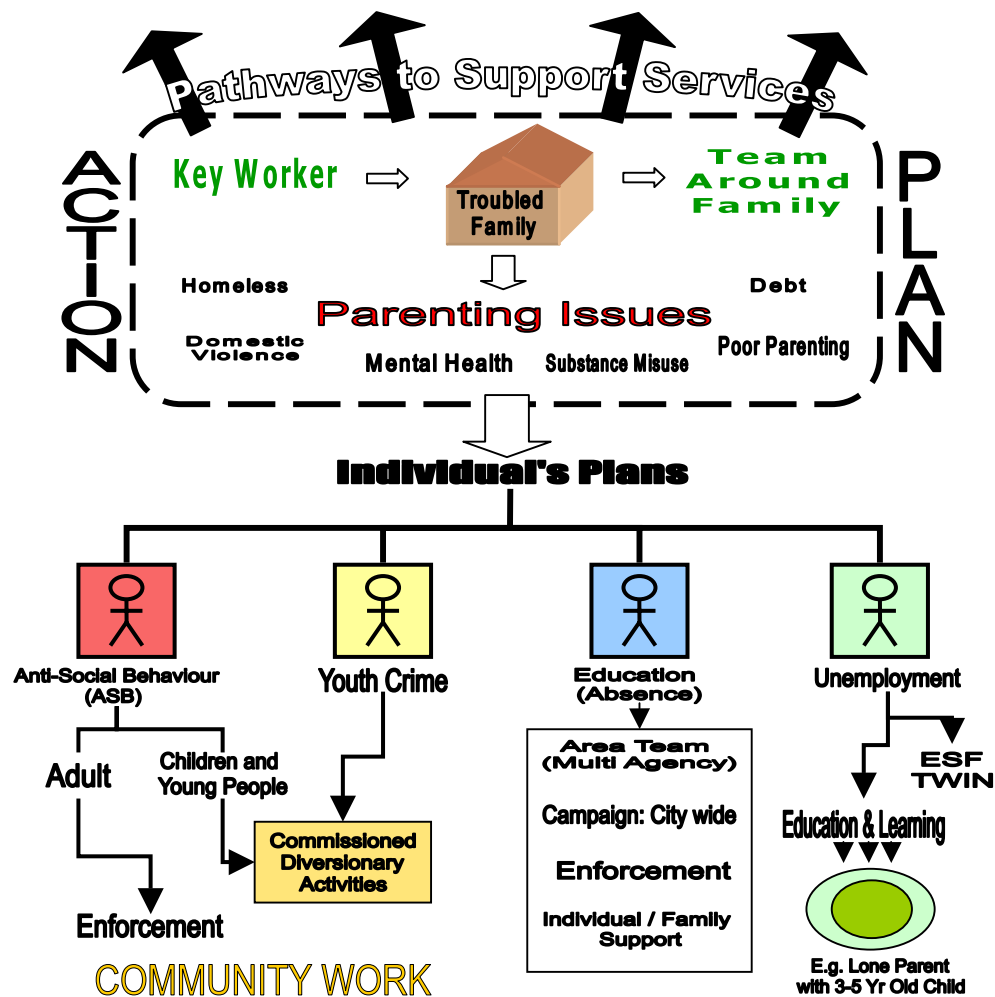 Pathways to Support Services
ACTION
PLAN
Key Worker
Troubled
Family
Team
Around
Family
Homeless
Debt
Parenting Issues
Domestic
Violence
Mental Health
Substance Misuse
Poor Parenting
Individual's Plans
Anti-Social Behaviour
(ASB)
Youth Crime
Education
(Absence)
Unemployment
Adult
Children and
Young People
Area Team
(Multi Agency)
ESF
TWIN
Campaign: City wide
Education & Learning
Commissioned
Diversionary
Activities
Enforcement
Enforcement
Individual / Family
Support
COMMUNITY WORK
E.g. Lone Parent
with 3-5 Yr Old Child